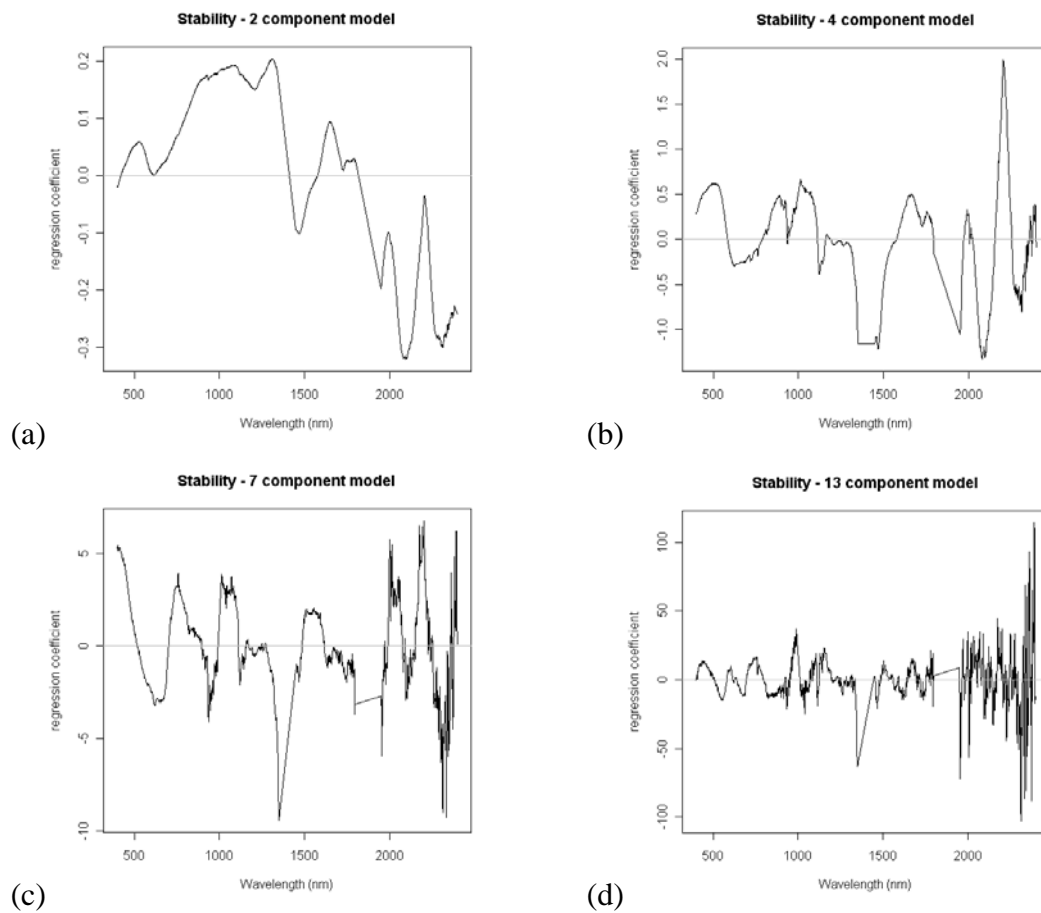 Stability - 2 component model
regression coefficient
0.2
0.1
0.0
-0.1
-0.2
-0.3
500 1000 1500 2000
Wavelength (nm)
(a)
Stability - 4 component model
regression coefficient
2.0
1.5
1.0
0.5
0.0
-0.5
-1.0
500 1000 1500 2000
Wavelength (nm)
(b)
Stability - 7 component model
regression coefficient
5
0
-5
-10
500 1000 1500 2000
Wavelength (nm)
(c)
Stability - 13 component model
regression coefficient
100
50
0
-50
-100
500 1000 1500 2000
Wavelength (nm)
(d)